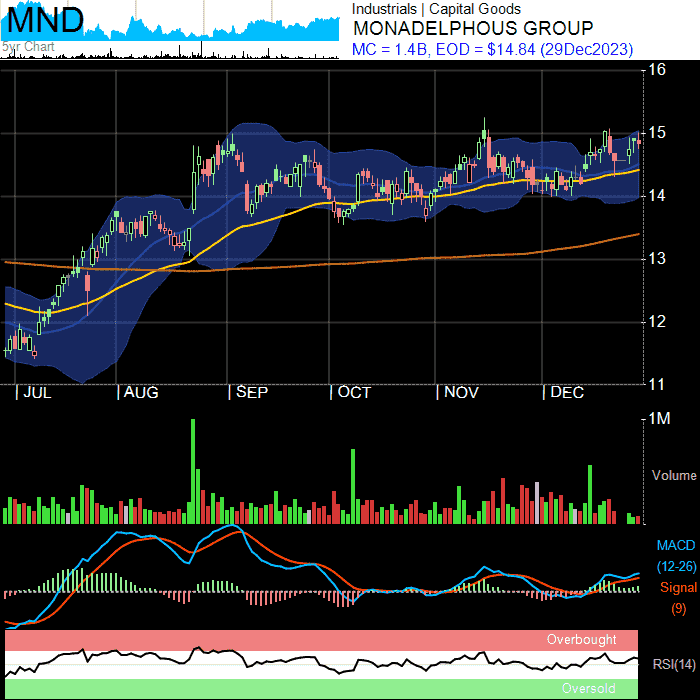 MND
5yr Chart
Industrials | Capital Goods
MONADELPHOUS GROUP
MC = 1.4B, EOD = $14.84 (29Dec2023)
16
15
14
13
12
11
| JUL | AUG | SEP | OCT | NOV | DEC
1M
Volume
MACD
(12-26)
Signal
(9)
Overbought
RSI(14)
Oversold